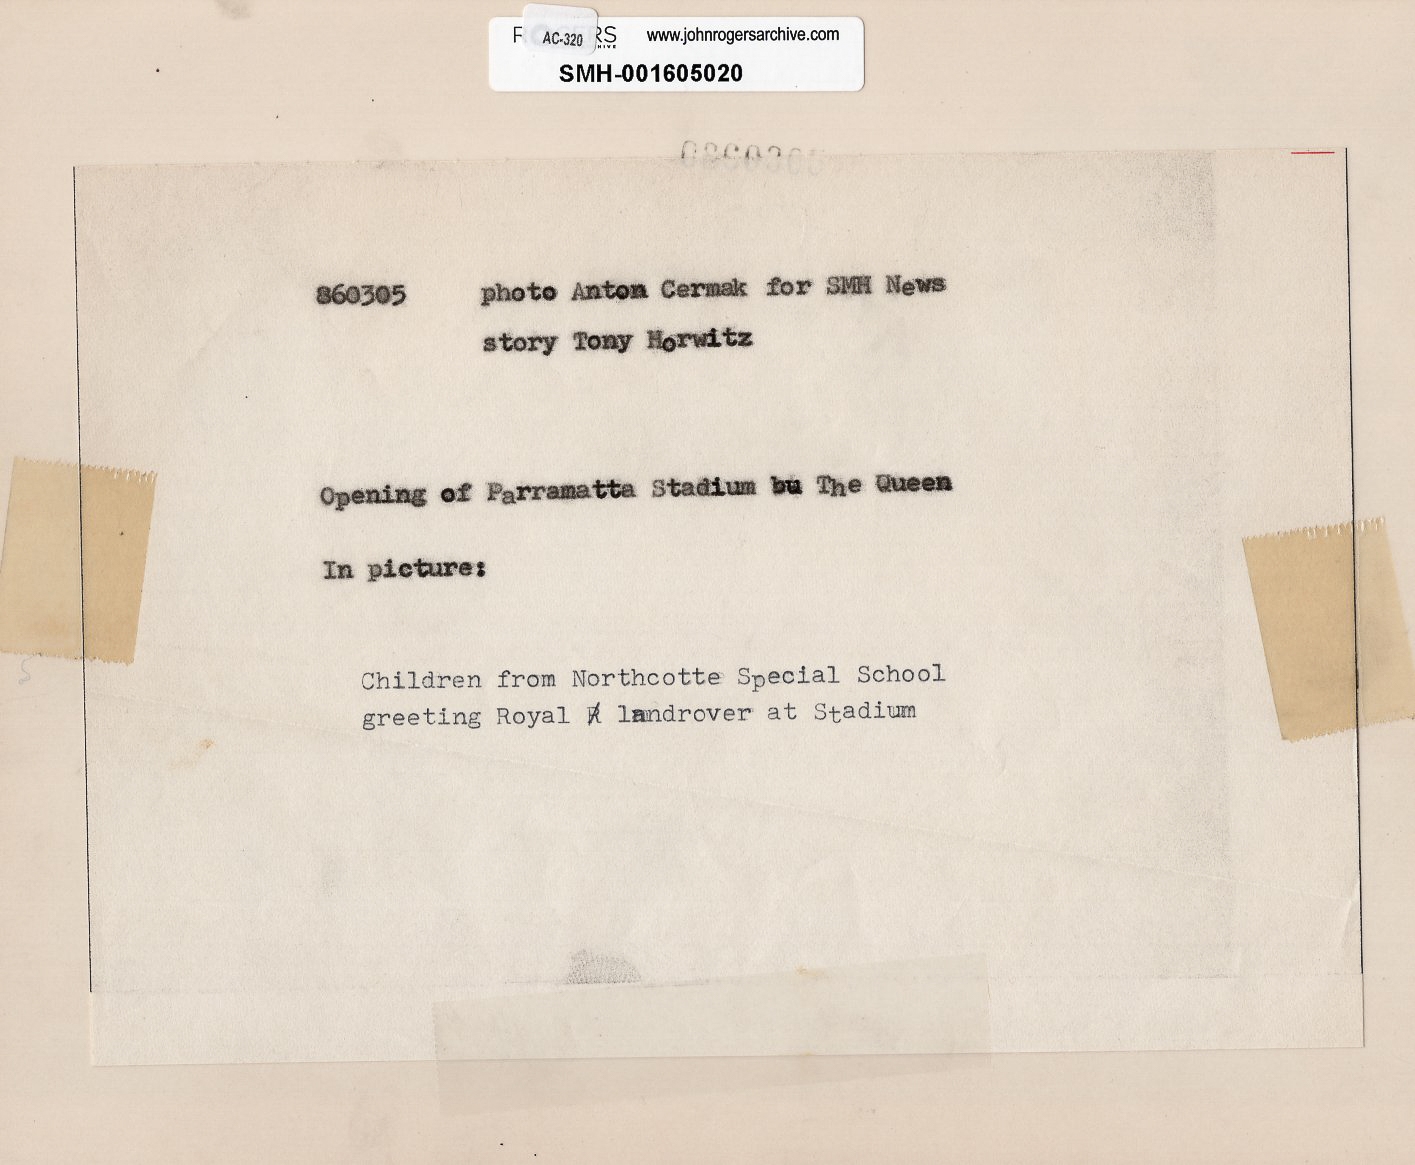 AC-320
www.johnrogersarchive.com
SMH-001605020
860305 photo Anton Cermak for SMH News
story Tony Horwitz
Opening of Parramatta Stadium bu The Queen
In picture:
Children from Northcotte Special School
greeting Royal landrover at Stadium